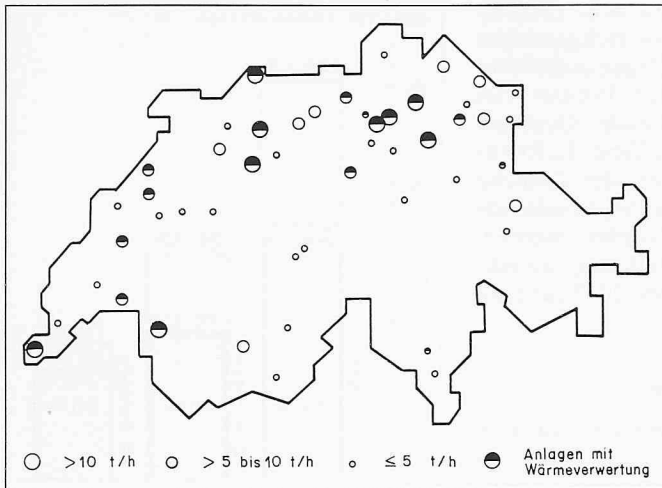 >10 t/h > 5 bis 10 t/h ≤ 5 t/h Anlagen mit
Wärmeverwertung